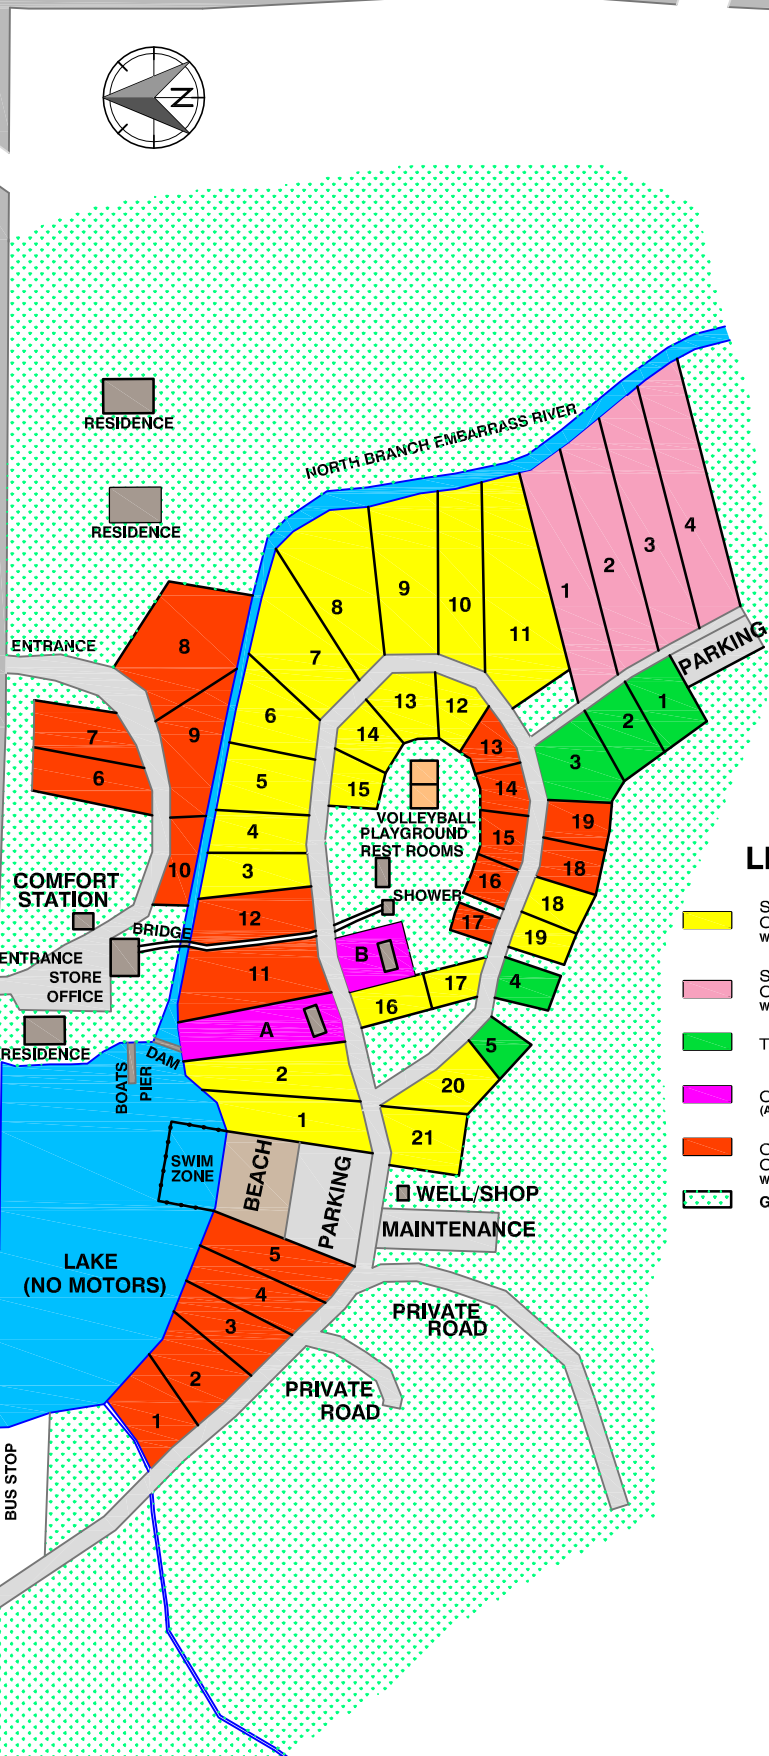 N
RESIDENCE
RESIDENCE
NORTH BRANCH EMBARRASS RIVER
4
3
2
1
8
9
10
11
7
PARKING
ENTRANCE
8
6
13
12
1
2
3
14
13
7
9
6
5
15
14
VOLLEYBALL
PLAYGROUND
REST ROOMS
4
15
19
3
16
18
10
COMFORT
STATION
SHOWER
12
17
18
19
BRIDGE
B
ENTRANCE
STORE
OFFICE
11
17
4
16
A
RESIDENCE
DAM
BOATS
PIER
2
5
20
1
21
SWIM
ZONE
BEACH
PARKING
WELL/SHOP
MAINTENANCE
LAKE
(NO MOTORS)
5
4
3
2
1
PRIVATE
ROAD
PRIVATE
ROAD
BUS STOP
T
G